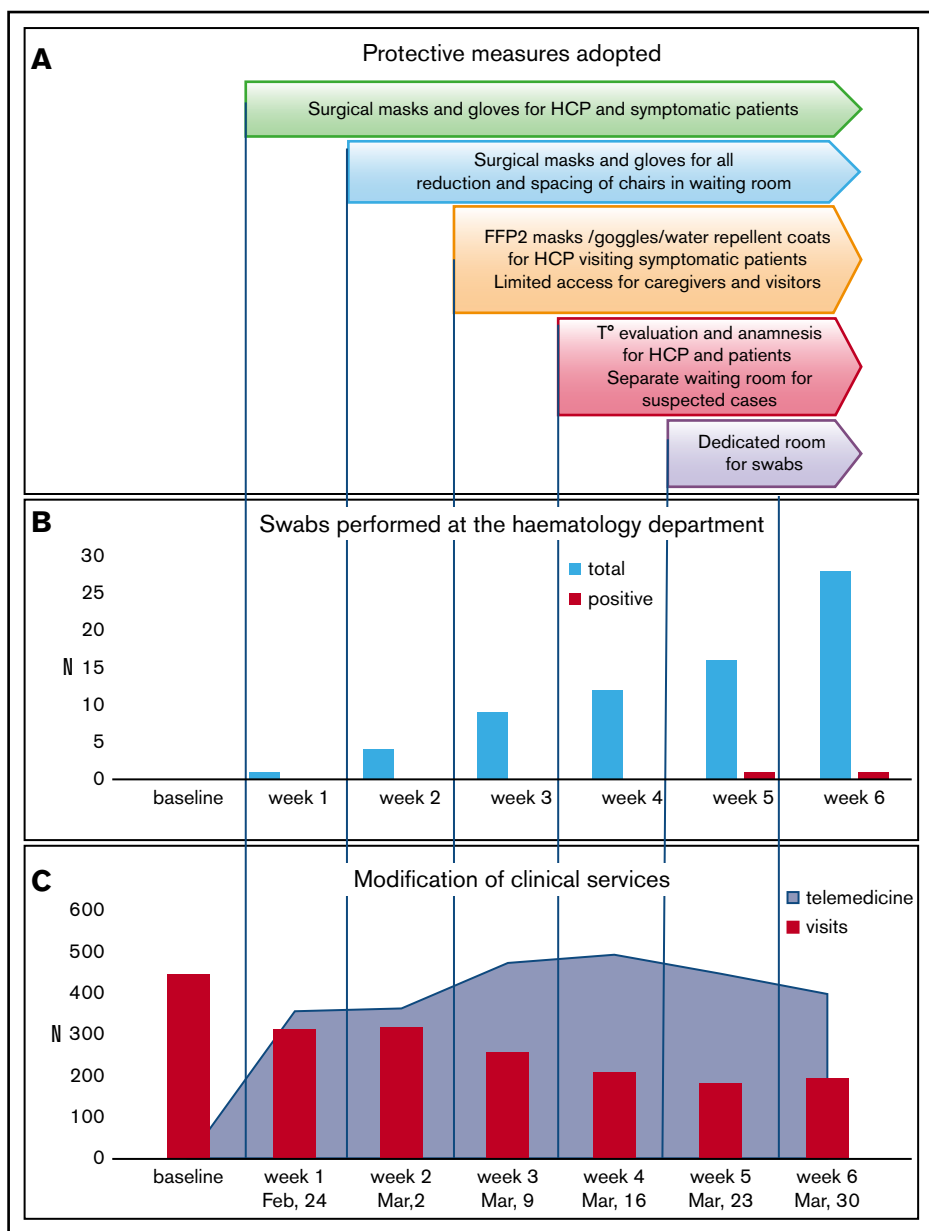 A
Protective measures adopted
Surgical masks and gloves for HCP and symptomatic patients
Surgical masks and gloves for all
reduction and spacing of chairs in waiting room
FFP2 masks /goggles/water repellent coats
for HCP visiting symptomatic patients
Limited access for caregivers and visitors
T° evaluation and anamnesis
for HCP and patients
Separate waiting room for
suspected cases
Dedicated room
for swabs
B
Swabs performed at the haematology department
total
positive
30
25
20
N 15
10
5
0
baseline week 1 week 2 week 3 week 4 week 5 week 6
C
Modification of clinical services
telemedicine
visits
600
500
400
N 300
200
100
0
baseline week 1 week 2 week 3 week 4 week 5 week 6
Feb, 24 Mar,2 Mar, 9 Mar, 16 Mar, 23 Mar, 30